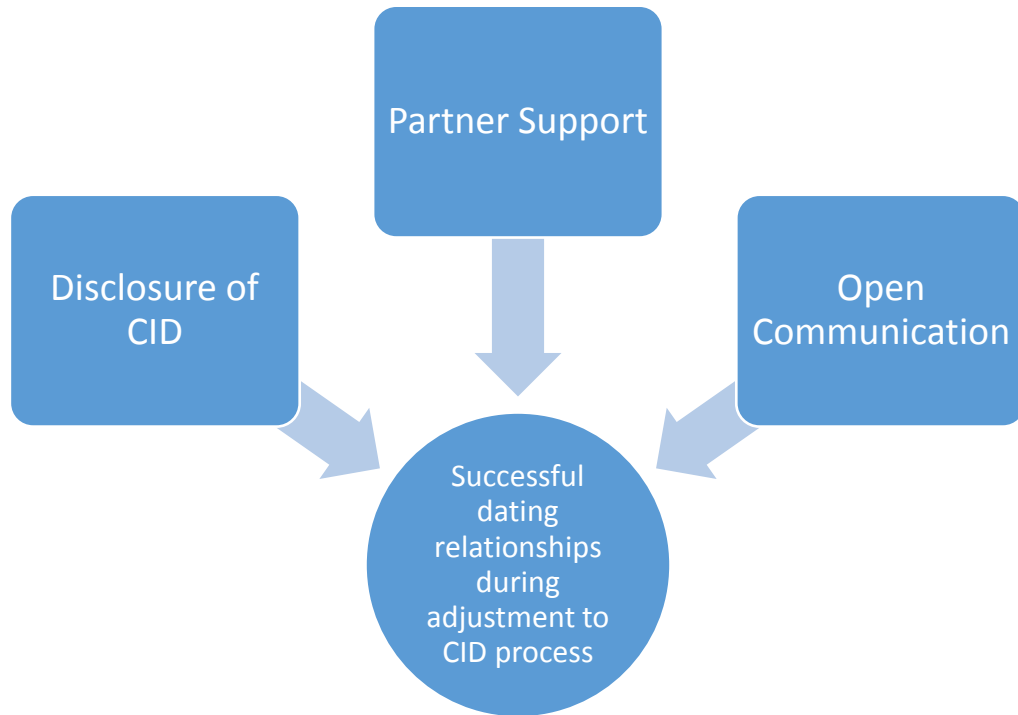 Partner Support
Disclosure of
CID
Open
Communication
Successful
dating
relationships
during
adjustment to
CID process